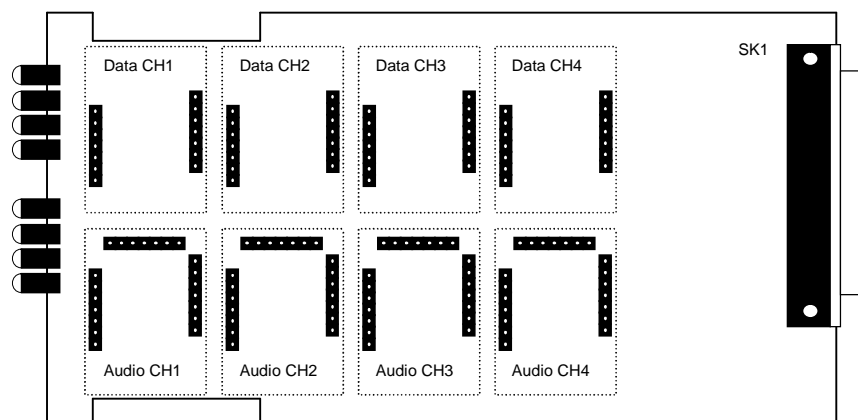 SK1
Data CH1 Data CH2 Data CH3 Data CH4
Audio CH1 Audio CH2 Audio CH3 Audio CH4